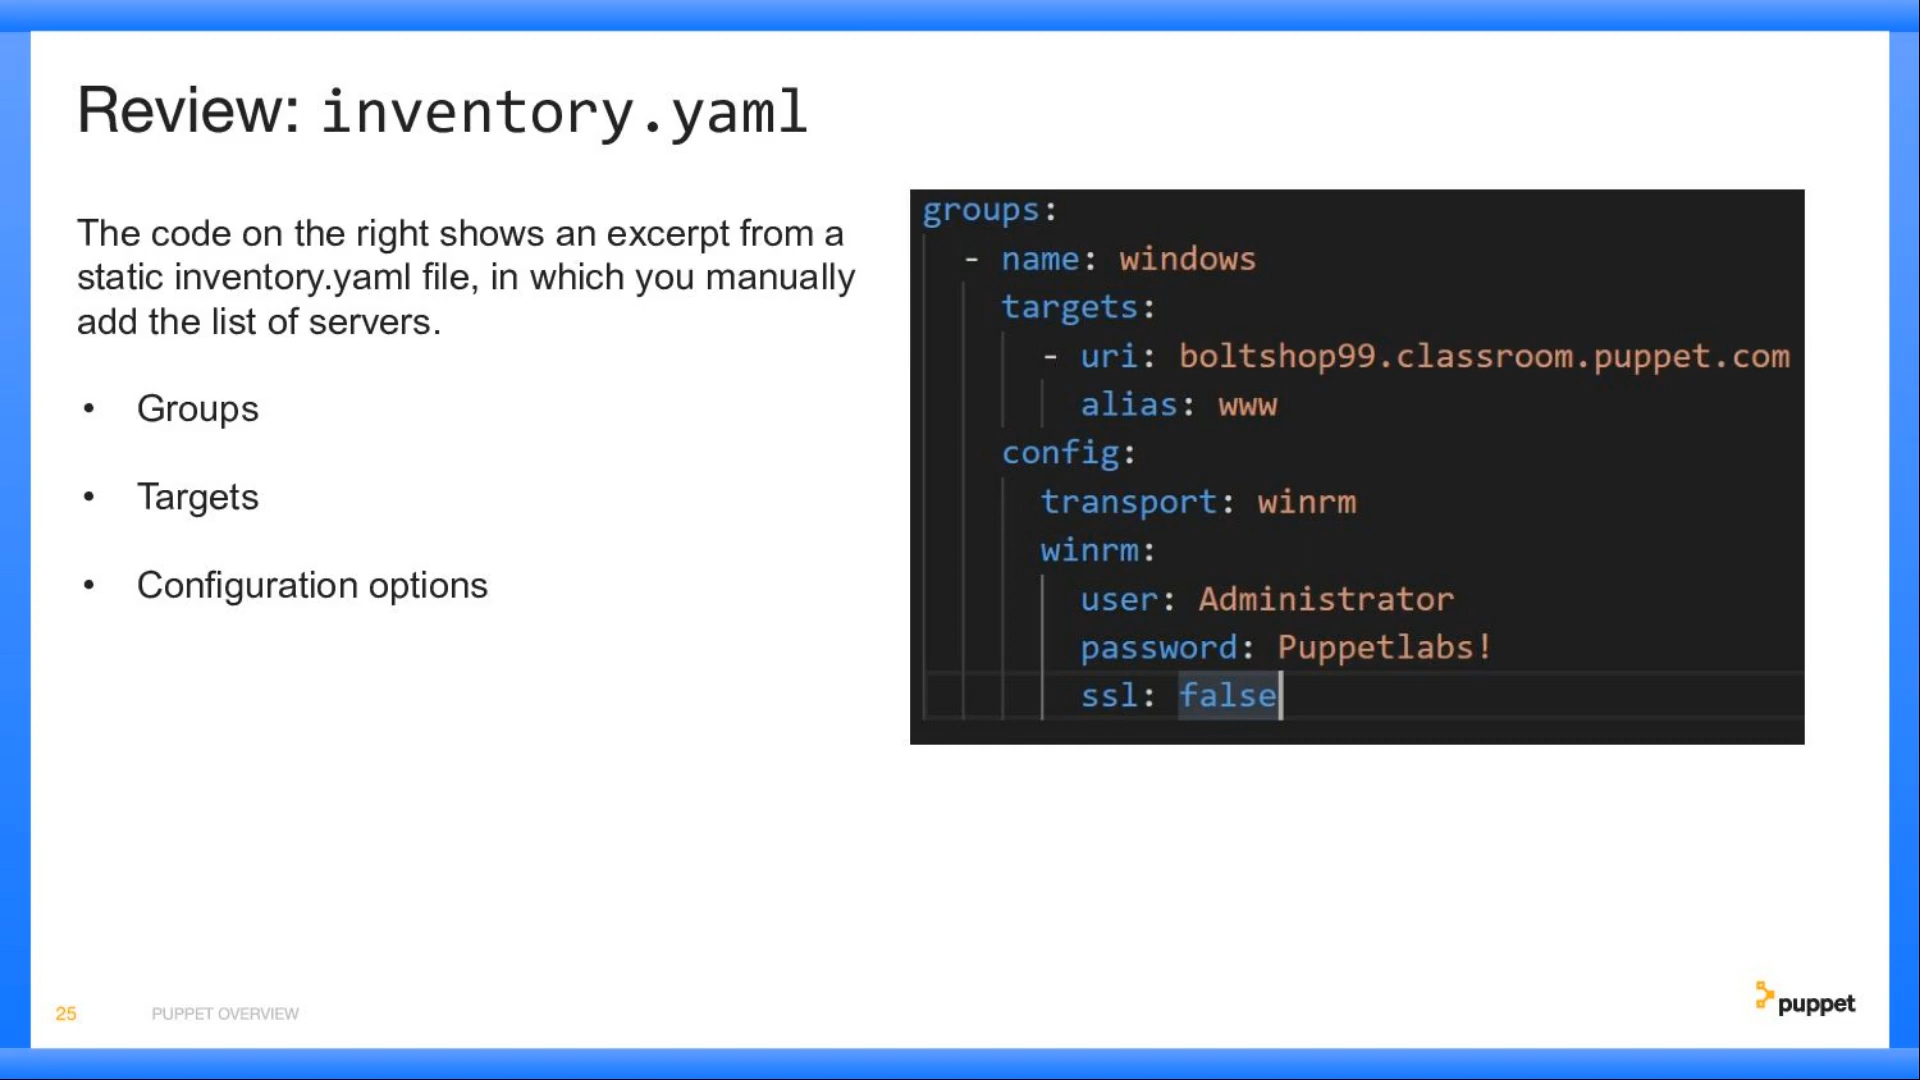 Review: inventory.yaml
The code on the right shows an excerpt from a
static inventory.yaml file, in which you manually
add the list of servers.
• Groups
• Targets
• Configuration options
groups:
  - name: windows
    targets:
      - uri: boltshop99.classroom.puppet.com
        alias: www
    config:
      transport: winrm
      winrm:
        user: Administrator
        password: Puppetlabs!
        ssl: false
25 PUPPET OVERVIEW
puppet